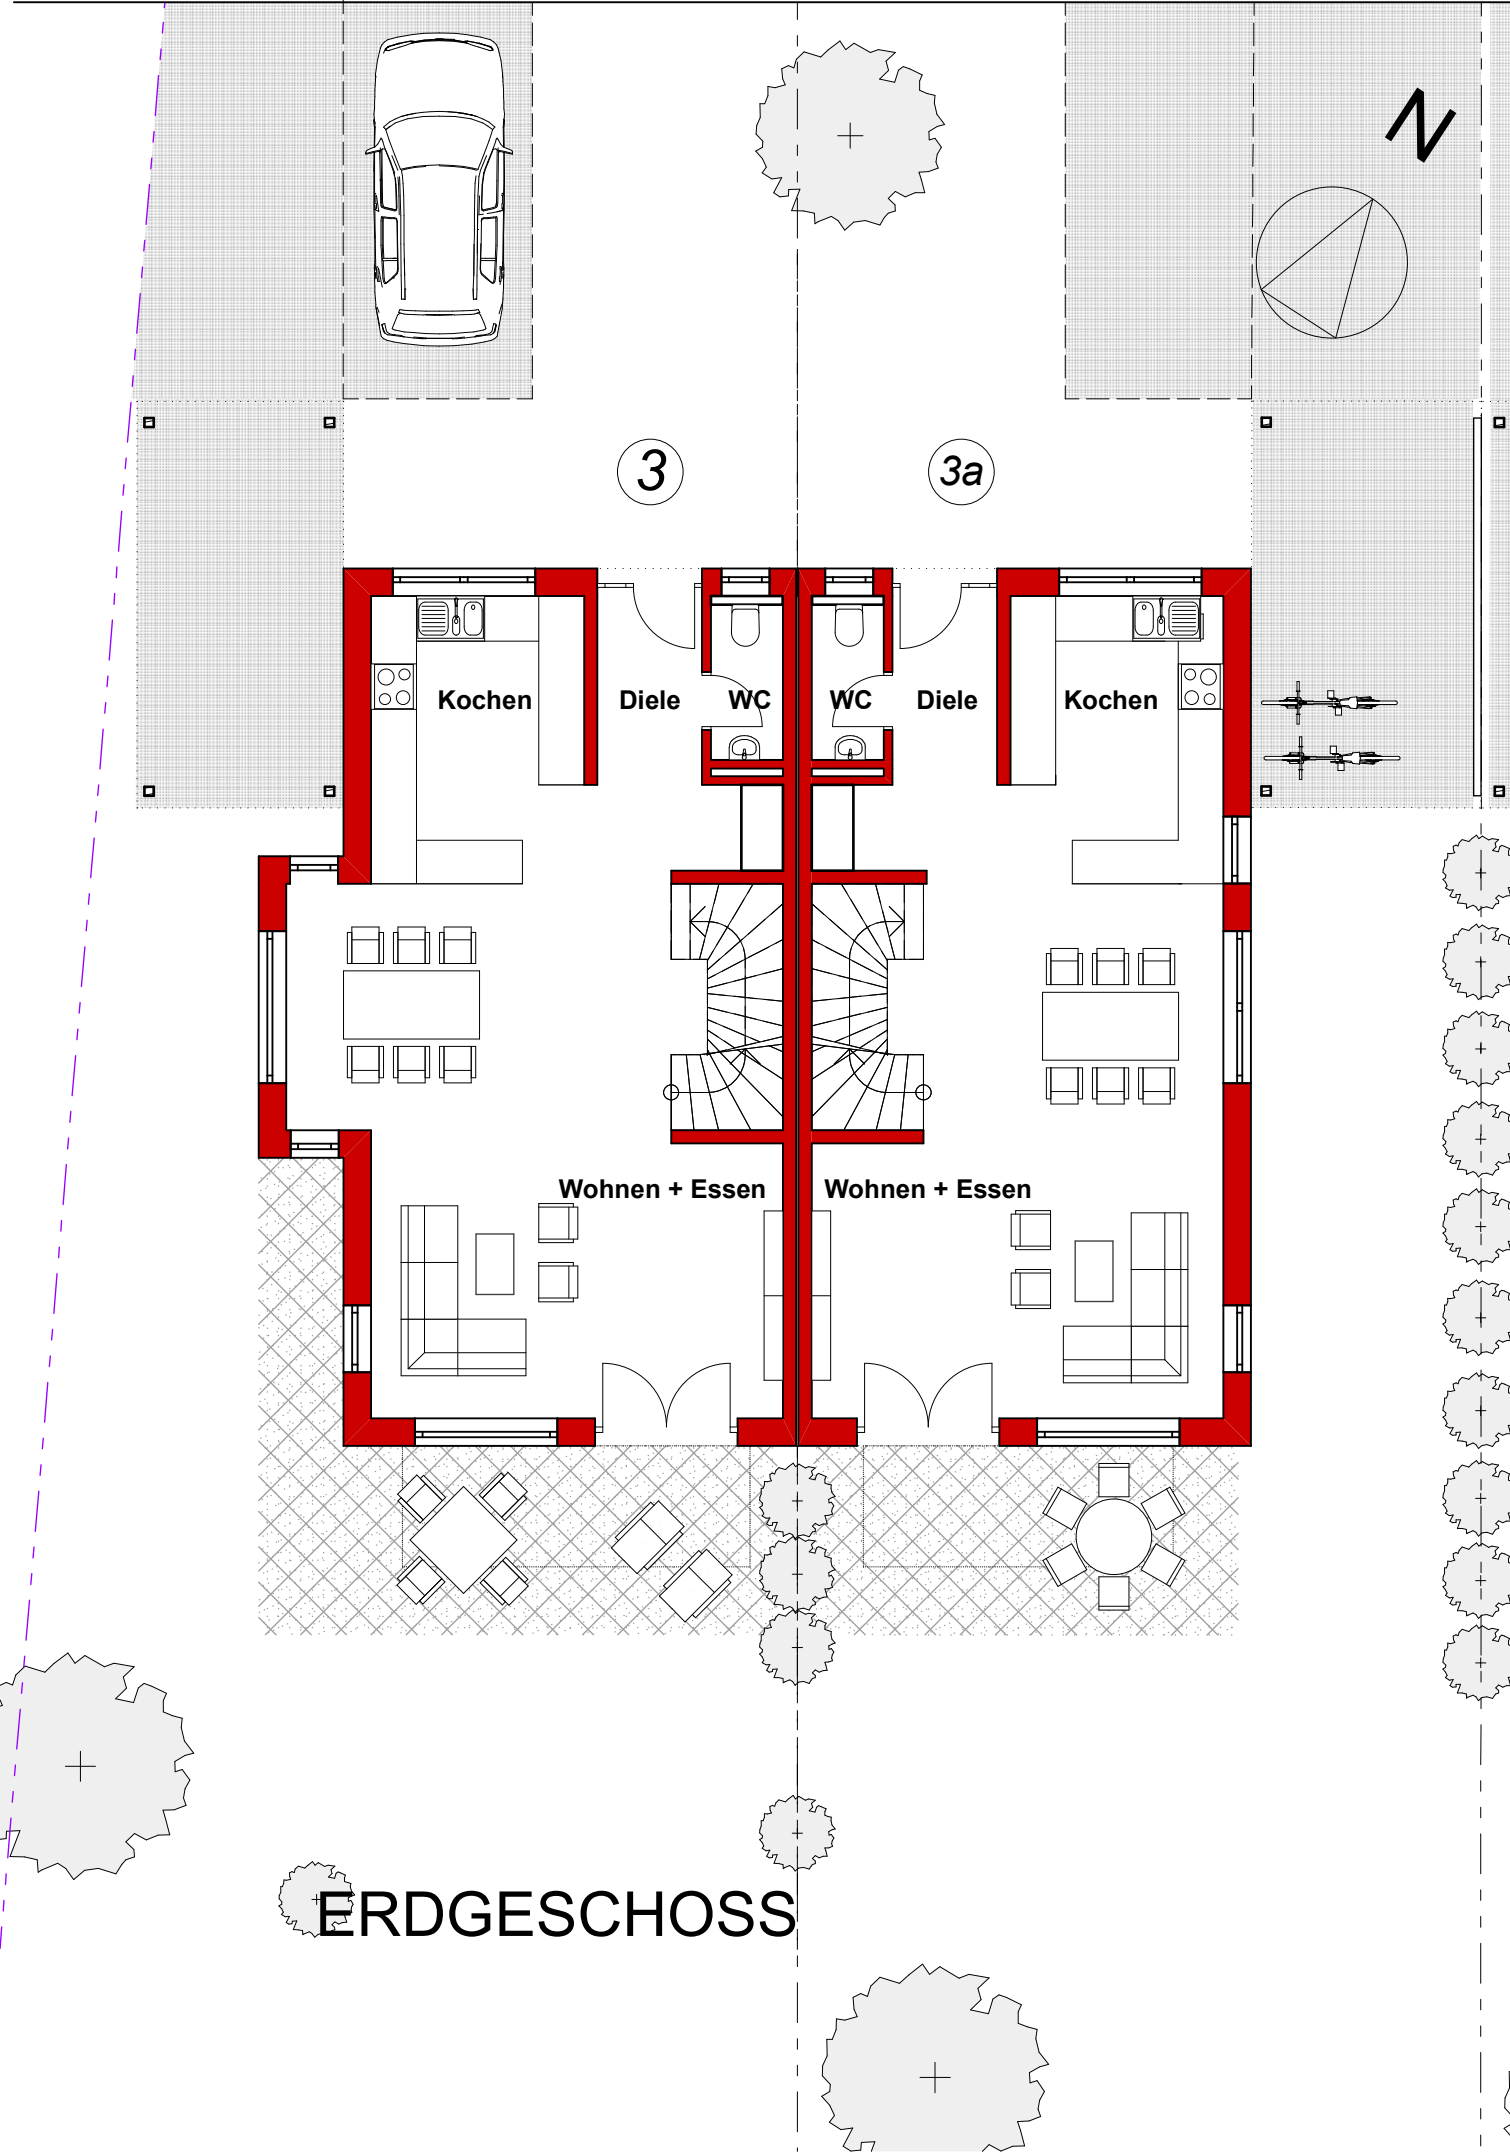 N
3
3a
Kochen
Diele
WC
WC
Diele
Kochen
Wohnen + Essen
Wohnen + Essen
ERDGESCHOSS